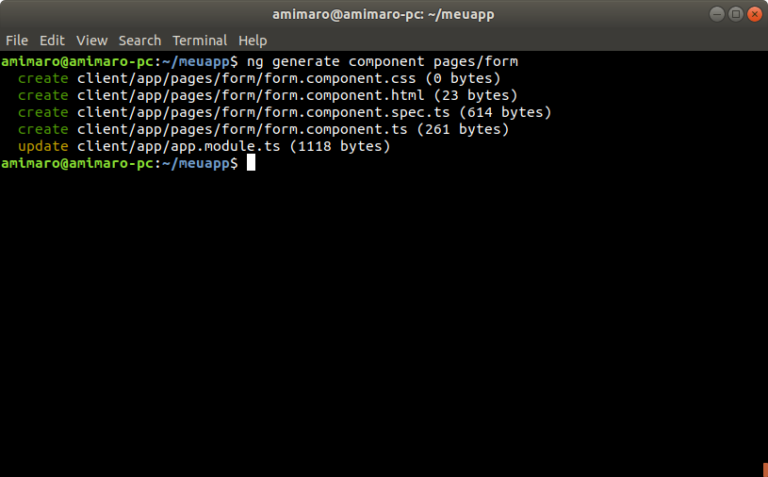 amimaro@amimaro-pc: ~/meuapp
File Edit View Search Terminal Help
amimaro@amimaro-pc:~/meuapp$ ng generate component pages/form
create client/app/pages/form/form.component.css (0 bytes)
create client/app/pages/form/form.component.html (23 bytes)
create client/app/pages/form/form.component.spec.ts (614 bytes)
create client/app/pages/form/form.component.ts (261 bytes)
update client/app/app.module.ts (1118 bytes)
amimaro@amimaro-pc:~/meuapp$